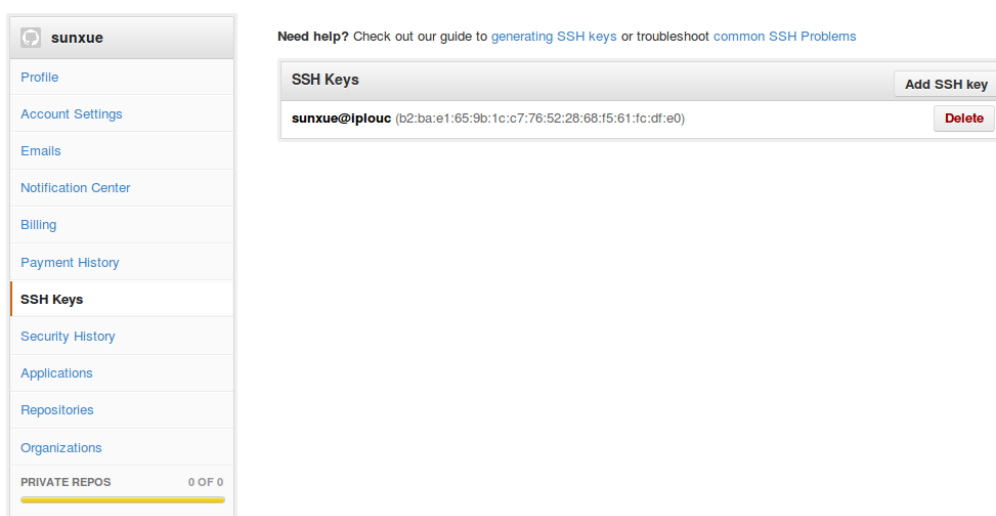 sunxue
Profile
Account Settings
Emails
Notification Center
Billing
Payment History
SSH Keys
Security History
Applications
Repositories
Organizations
PRIVATE REPOS 0 OF 0
Need help? Check out our guide to generating SSH keys or troubleshoot common SSH Problems
SSH Keys
Add SSH key
sunxue@iplouc (b2:ba:e1:65:9b:1c:c7:76:52:28:68:f5:61:fc:df:e0)
Delete